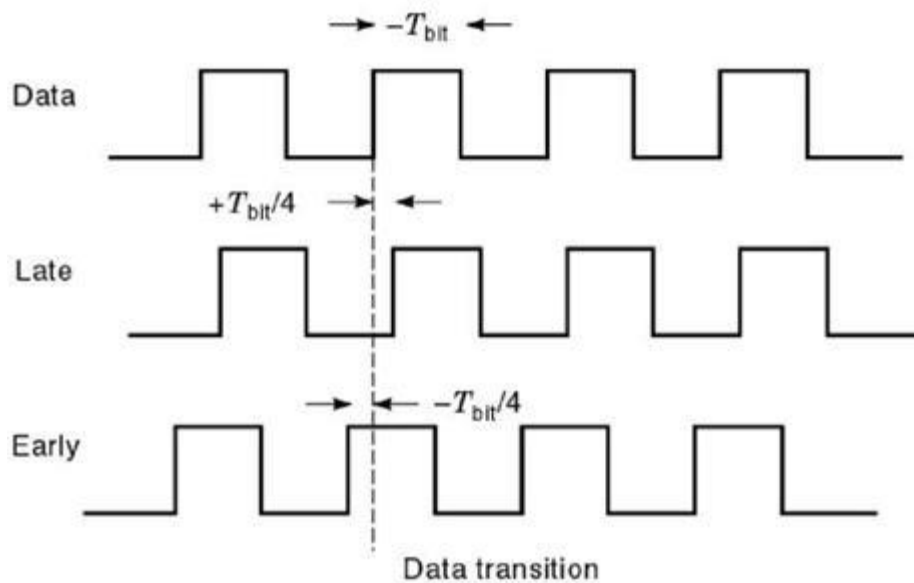 −T_bit
Data
+T_bit/4
Late
−T_bit/4
Early
Data transition